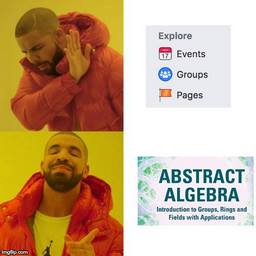 Explore
17
Events
Groups
Pages
ABSTRACT
ALGEBRA
Introduction to Groups, Rings and
Fields with Applications
imgflip.com